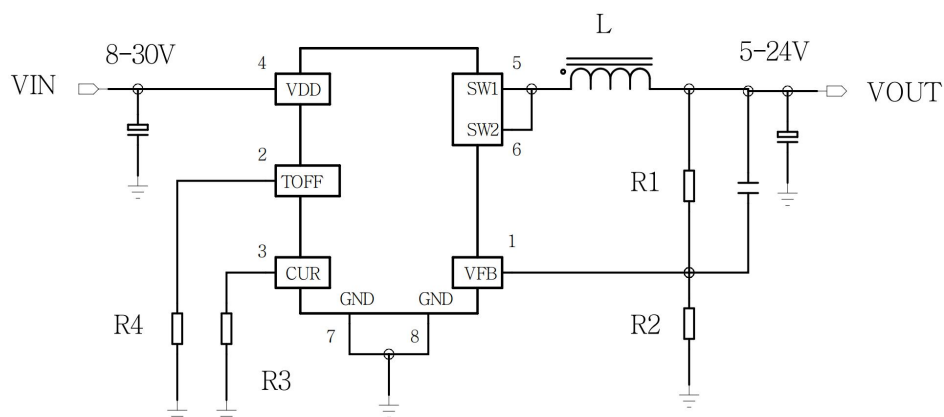 L
8-30V
5-24V
VIN
4
VDD
5
SW1
VOUT
SW2
6
2
TOFF
R1
3
CUR
1
VFB
GND
GND
R4
7
8
R2
R3